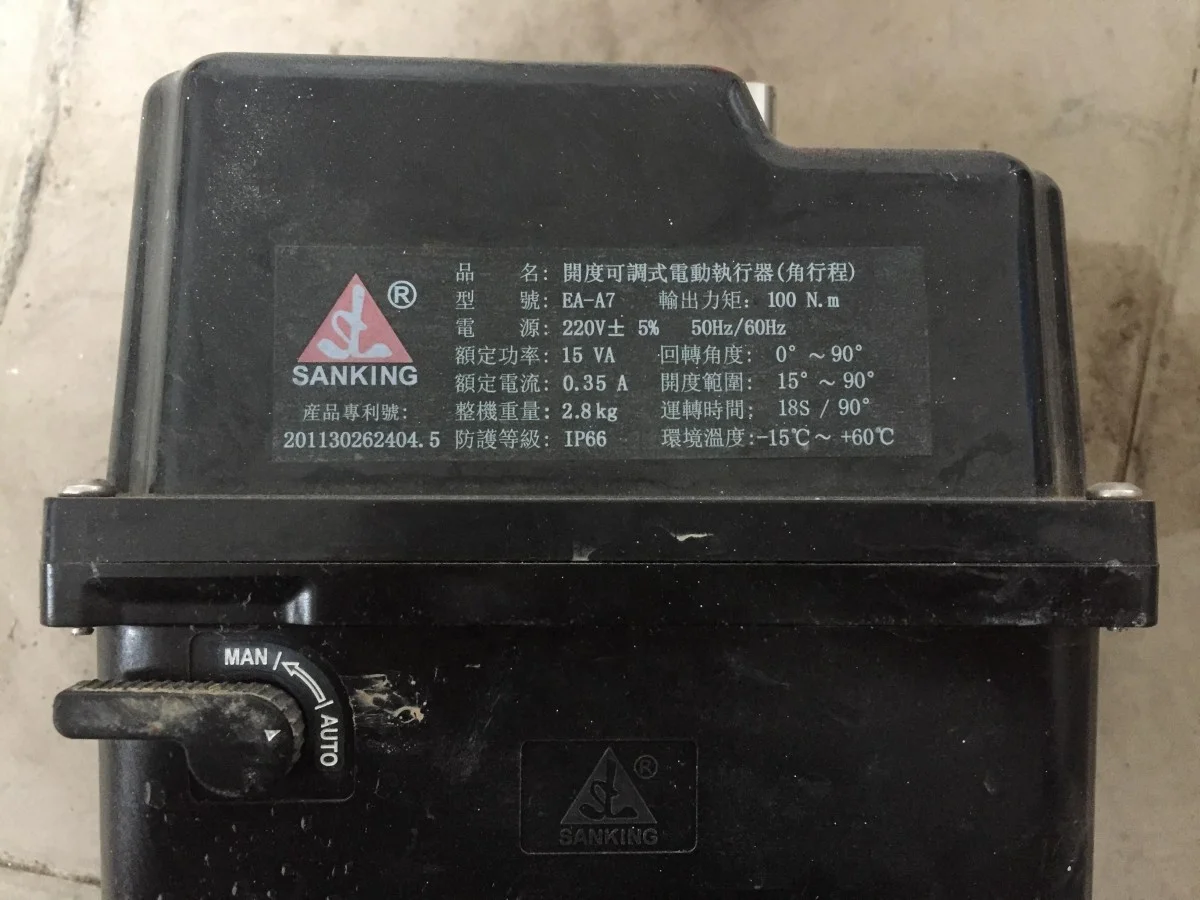 品 名: 開度可調式電動執行器(角行程)
型 號: EA-A7 輸出力矩: 100 N.m
電 源: 220V± 5% 50Hz/60Hz
額定功率: 15 VA 回轉角度: 0° ~ 90°
額定電流: 0.35 A 開度範圍: 15° ~ 90°
整機重量: 2.8kg 運轉時間: 18S / 90°
防護等級: IP66 環境溫度:-15℃~ +60℃
®
SANKING
産品專利號:
201130262404.5
MAN
AUTO
®
SANKING